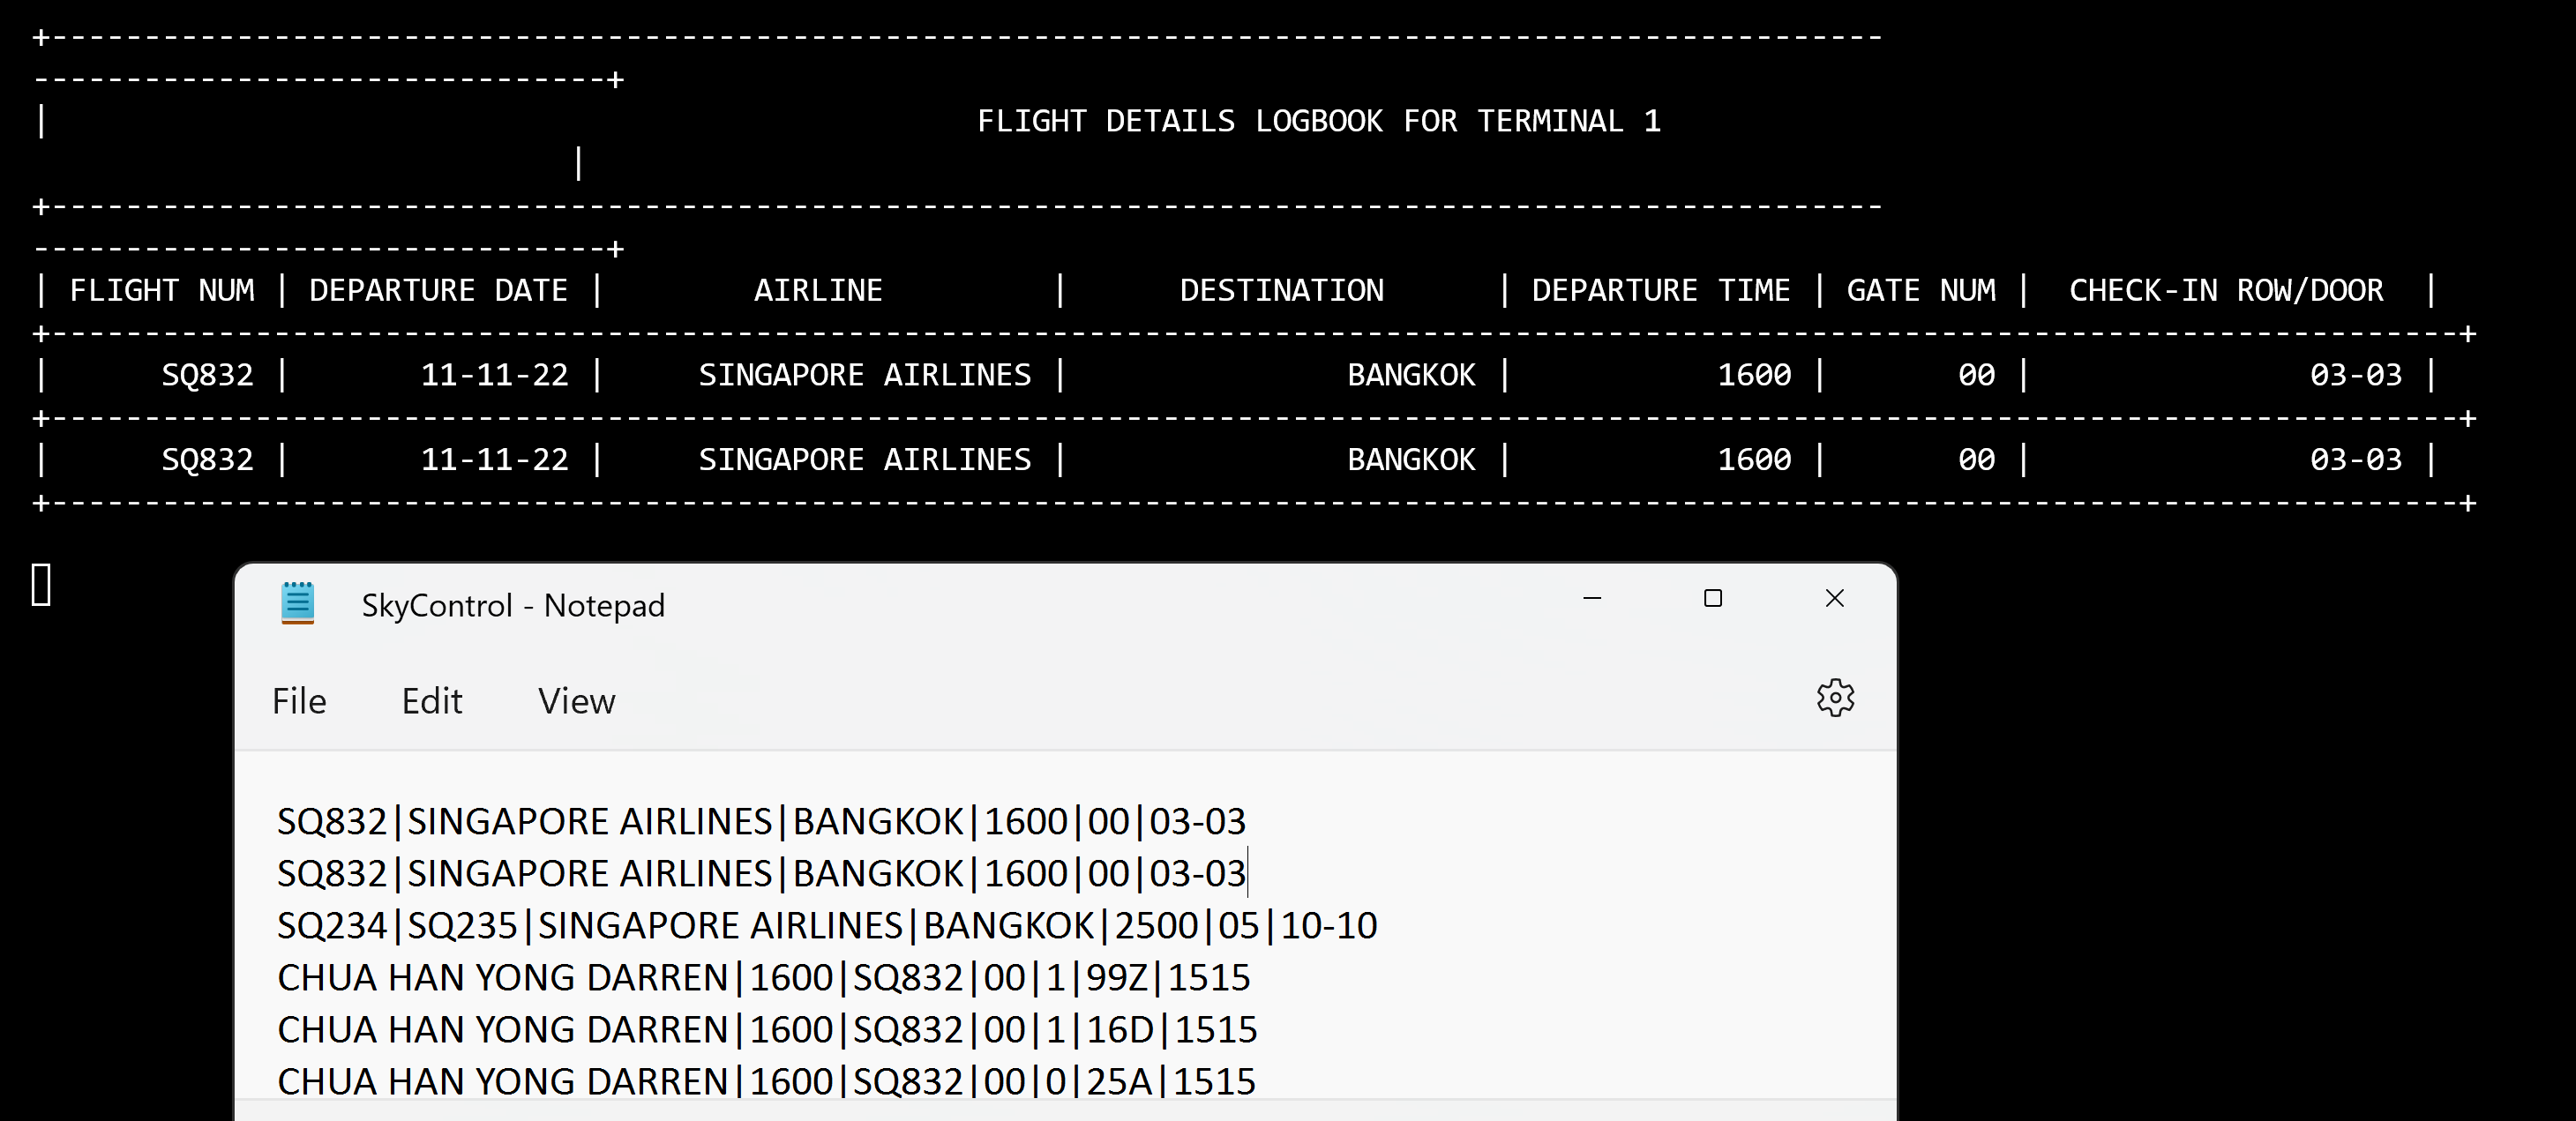 +---------------------------------------------------------------------------------------------------
-------------------------------+
|                                                  FLIGHT DETAILS LOGBOOK FOR TERMINAL 1
                             |
+---------------------------------------------------------------------------------------------------
-------------------------------+
| FLIGHT NUM | DEPARTURE DATE |        AIRLINE         |      DESTINATION      | DEPARTURE TIME | GATE NUM |  CHECK-IN ROW/DOOR  |
+----------------------------------------------------------------------------------------------------------------------------------+
|      SQ832 |       11-11-22 |     SINGAPORE AIRLINES |               BANGKOK |           1600 |       00 |               03-03 |
+----------------------------------------------------------------------------------------------------------------------------------+
|      SQ832 |       11-11-22 |     SINGAPORE AIRLINES |               BANGKOK |           1600 |       00 |               03-03 |
+----------------------------------------------------------------------------------------------------------------------------------+
SkyControl - Notepad
File Edit View
SQ832|SINGAPORE AIRLINES|BANGKOK|1600|00|03-03
SQ832|SINGAPORE AIRLINES|BANGKOK|1600|00|03-03
SQ234|SQ235|SINGAPORE AIRLINES|BANGKOK|2500|05|10-10
CHUA HAN YONG DARREN|1600|SQ832|00|1|99Z|1515
CHUA HAN YONG DARREN|1600|SQ832|00|1|16D|1515
CHUA HAN YONG DARREN|1600|SQ832|00|0|25A|1515